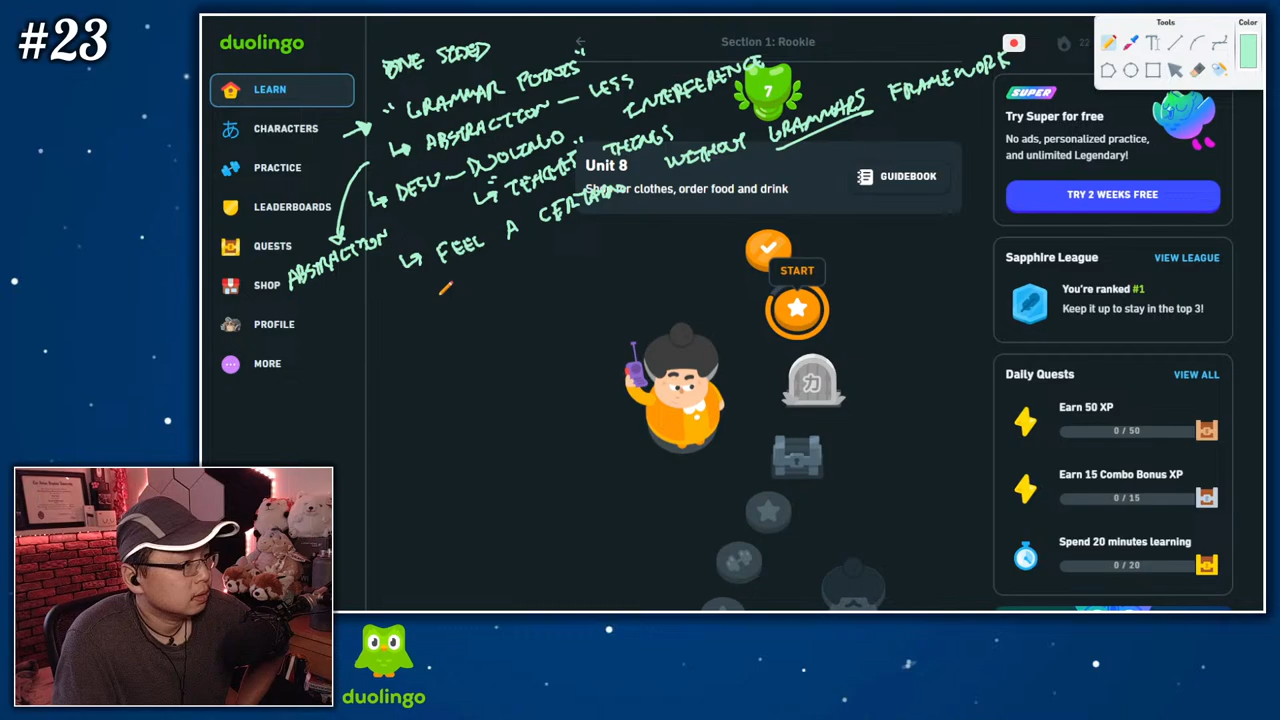 #23
duolingo
LEARN
CHARACTERS
PRACTICE
LEADERBOARDS
QUESTS
SHOP
PROFILE
MORE
Section 1: Rookie
22
7
Unit 8
Shop for clothes, order food and drink
GUIDEBOOK
START
力
ONE SIDED
"GRAMMAR POINTS"
ABSTRACTION — LESS INTERFERENCE
DESU — DUOLINGO
"TEACHES" THINGS WITHOUT GRAMMARS FRAMEWORK
FEEL A CERTAIN
ABSTRACTION
Tools
Color
SUPER
Try Super for free
No ads, personalized practice,
and unlimited Legendary!
TRY 2 WEEKS FREE
Sapphire League
VIEW LEAGUE
You're ranked #1
Keep it up to stay in the top 3!
Daily Quests
VIEW ALL
Earn 50 XP
0 / 50
Earn 15 Combo Bonus XP
0 / 15
Spend 20 minutes learning
0 / 20
duolingo